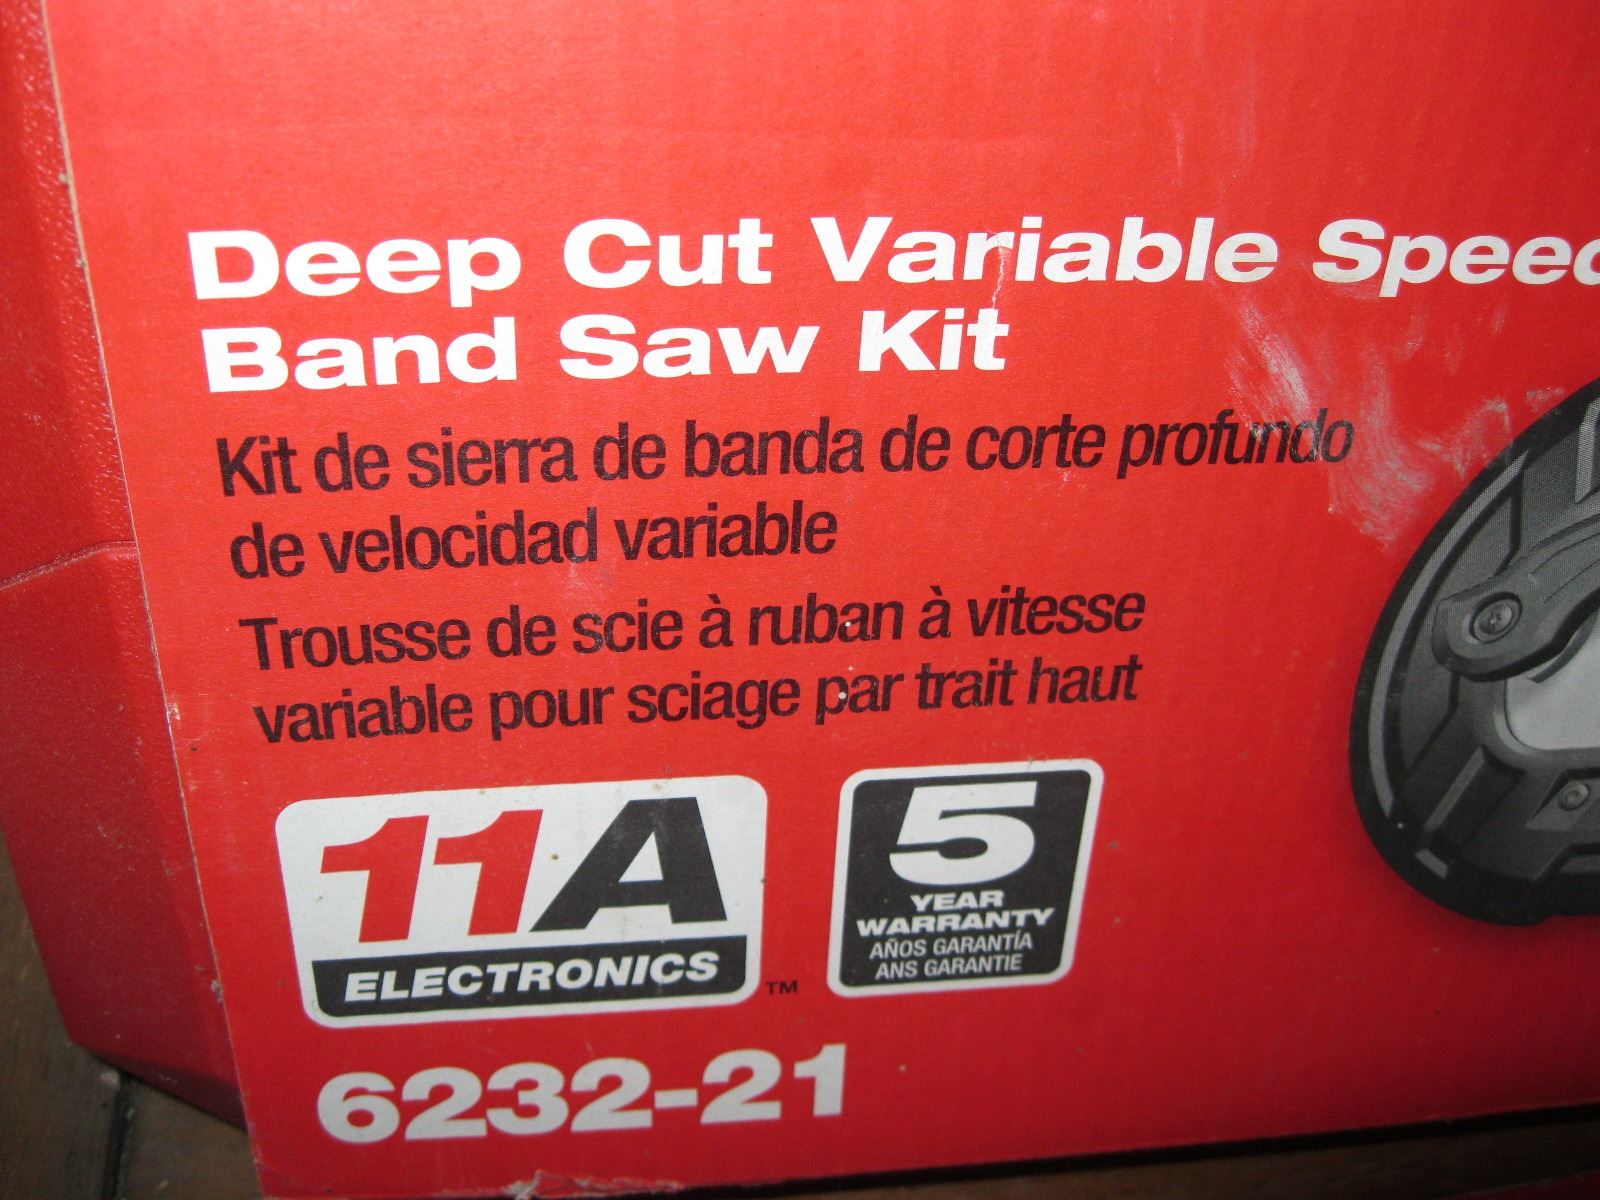 Deep Cut Variable Speed
Band Saw Kit
Kit de sierra de banda de corte profundo
de velocidad variable
Trousse de scie à ruban à vitesse
variable pour sciage par trait haut
11A
ELECTRONICS
TM
5
YEAR
WARRANTY
AÑOS GARANTÍA
ANS GARANTIE
6232-21